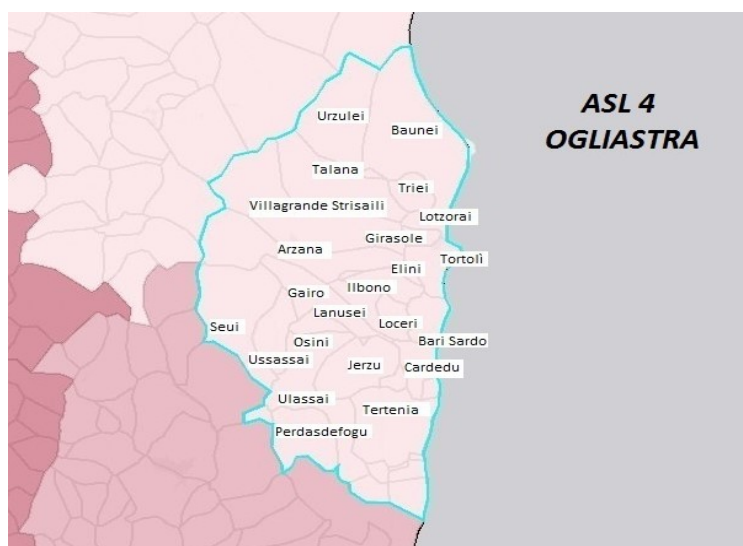 ASL 4
OGLIASTRA
Urzulei
Baunei
Talana
Triei
Villagrande Strisaili
Lotzorai
Girasole
Arzana
Tortolì
Elini
Gairo
Ilbono
Lanusei
Seui
Loceri
Osini
Bari Sardo
Ussassai
Jerzu
Cardedu
Ulassai
Tertenia
Perdasdefogu